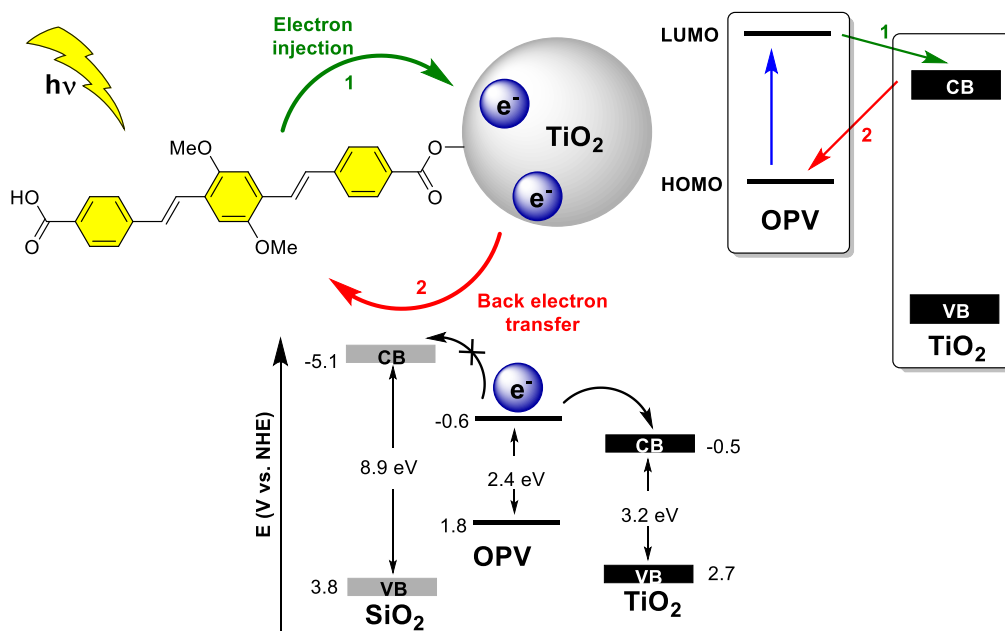 Electron
injection
1
hν
e⁻
TiO₂
e⁻
MeO
HO
O
O
O
OMe
2
Back electron
transfer
LUMO
1
CB
2
HOMO
OPV
VB
TiO₂
E (V vs. NHE)
-5.1
CB
8.9 eV
3.8
VB
SiO₂
e⁻
-0.6
2.4 eV
1.8
OPV
CB
-0.5
3.2 eV
VB
2.7
TiO₂